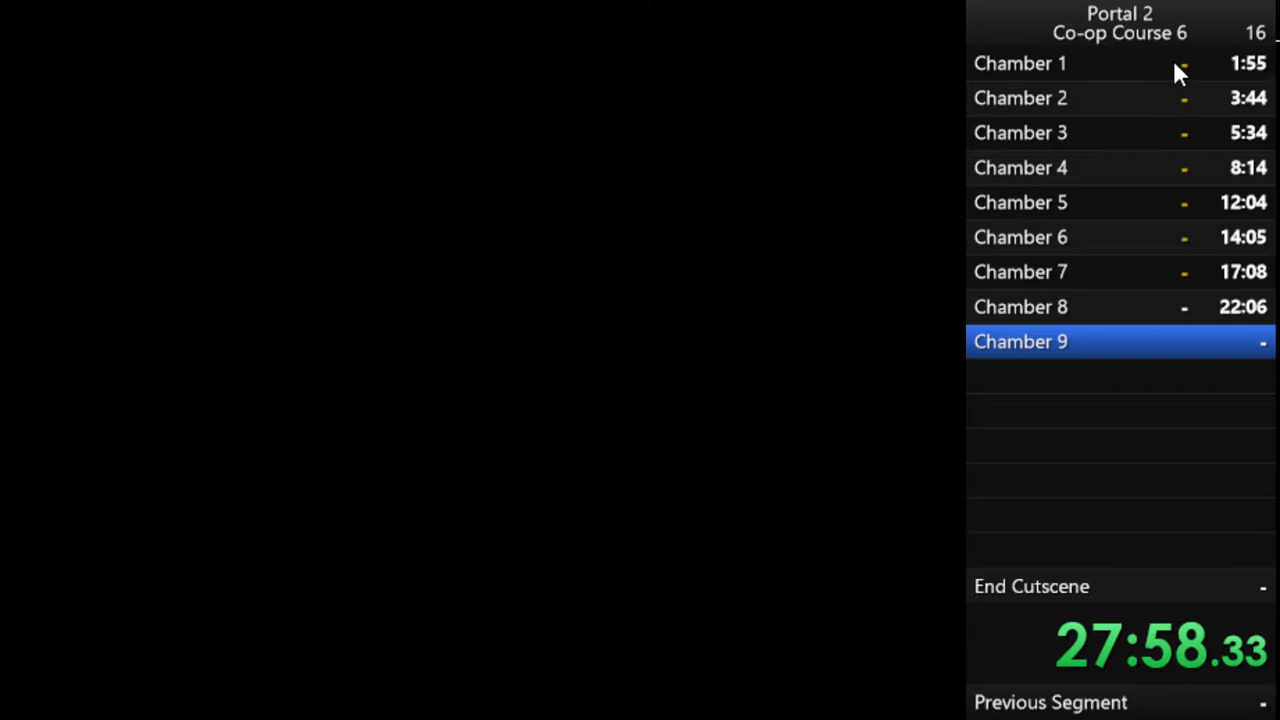 Portal 2
Co-op Course 6 16
Chamber 1 - 1:55
Chamber 2 - 3:44
Chamber 3 - 5:34
Chamber 4 - 8:14
Chamber 5 - 12:04
Chamber 6 - 14:05
Chamber 7 - 17:08
Chamber 8 - 22:06
Chamber 9 -
End Cutscene -
27:58.33
Previous Segment -